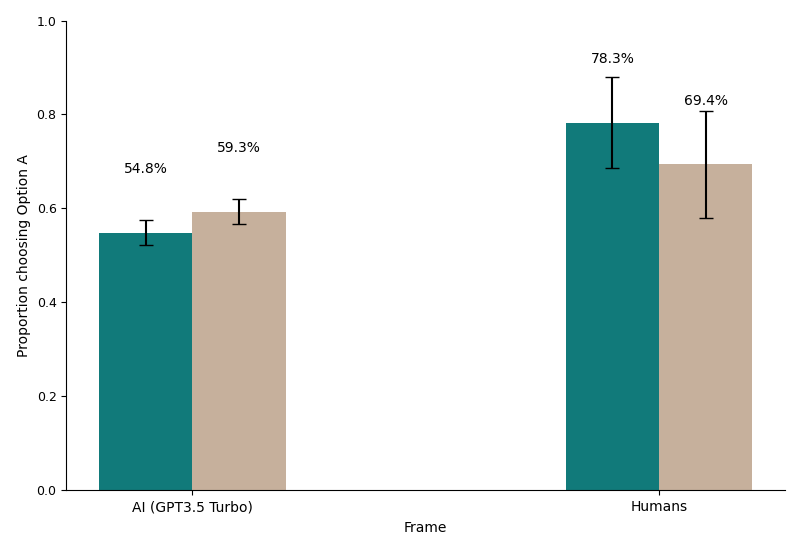 1.0
78.3%
69.4%
0.8
59.3%
54.8%
0.6
Proportion choosing Option A
0.4
0.2
0.0
AI (GPT3.5 Turbo)
Humans
Frame